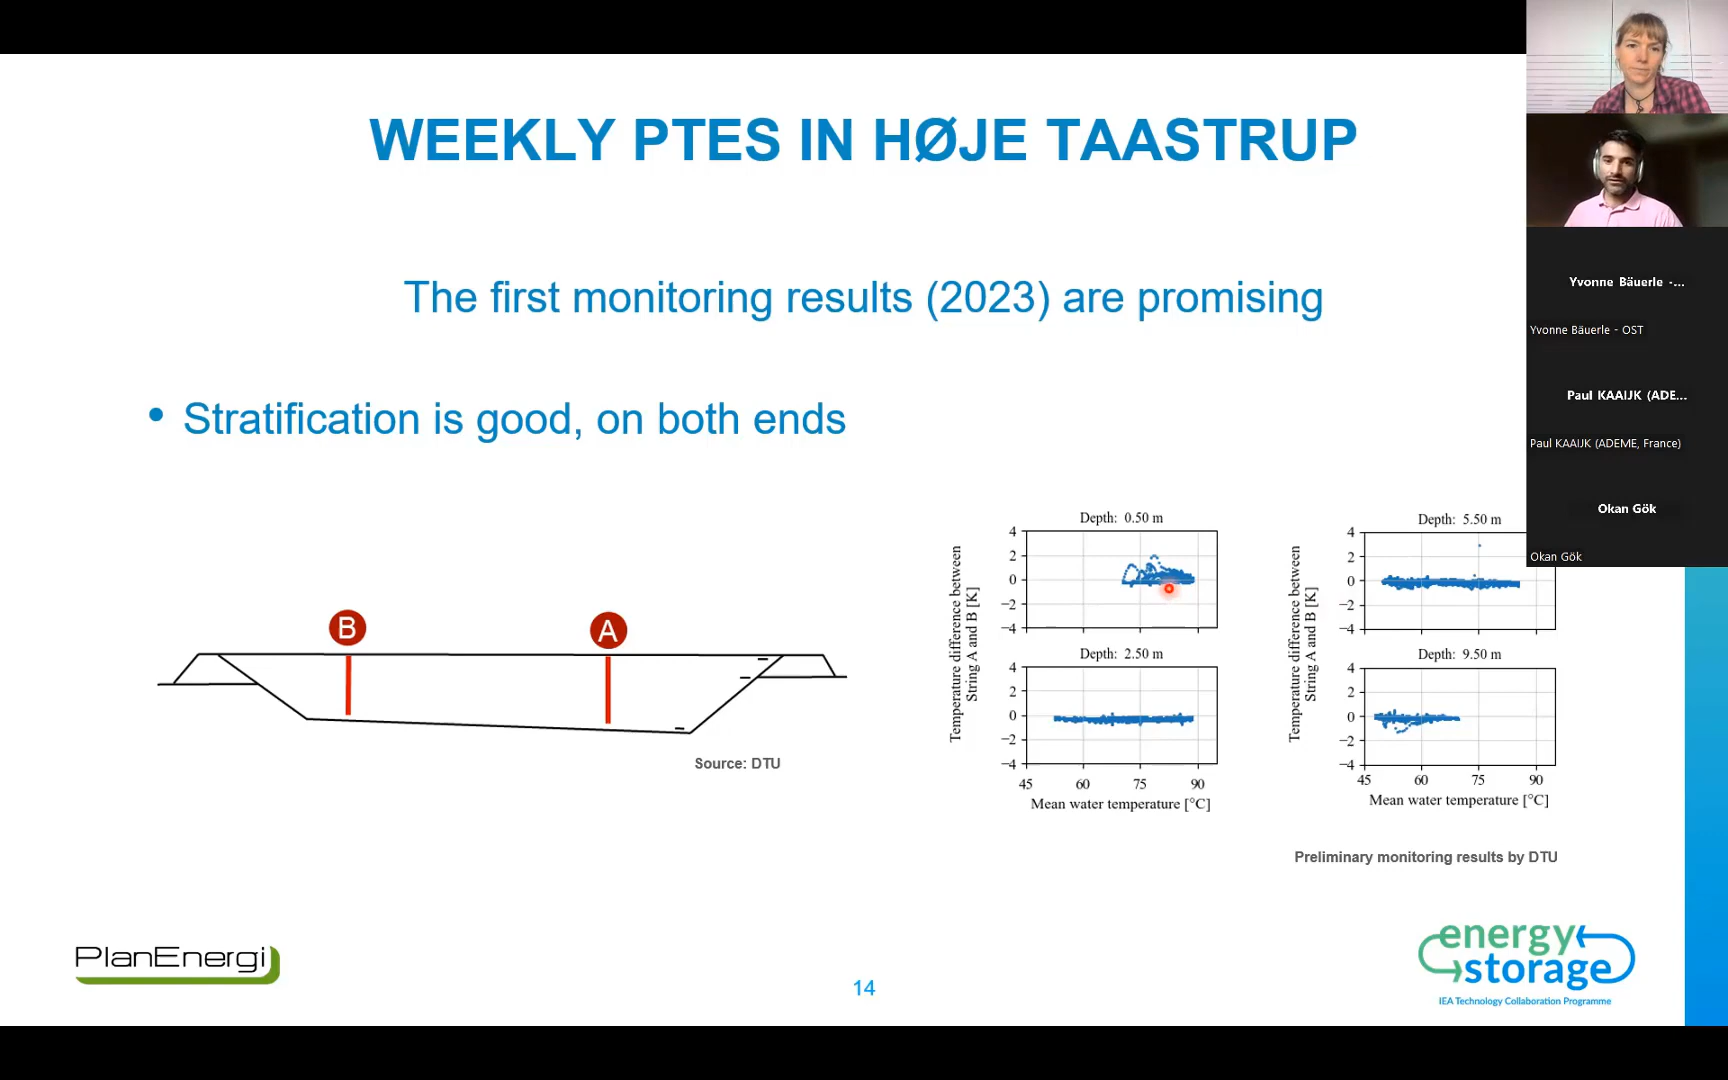 WEEKLY PTES IN HØJE TAASTRUP
The first monitoring results (2023) are promising
• Stratification is good, on both ends
B
A
Source: DTU
Depth: 0.50 m
4
2
0
−2
−4
Temperature difference between
String A and B [K]
Depth: 2.50 m
4
2
0
−2
−4
45 60 75 90
Mean water temperature [°C]
Depth: 5.50 m
4
2
0
−2
−4
Temperature difference between
String A and B [K]
Depth: 9.50 m
4
2
0
−2
−4
45 60 75 90
Mean water temperature [°C]
Preliminary monitoring results by DTU
PlanEnergi
14
energy
storage
IEA Technology Collaboration Programme
Yvonne Bäuerle -...
Yvonne Bäuerle - OST
Paul KAAIJK (ADE...
Paul KAAIJK (ADEME, France)
Okan Gök
Okan Gök